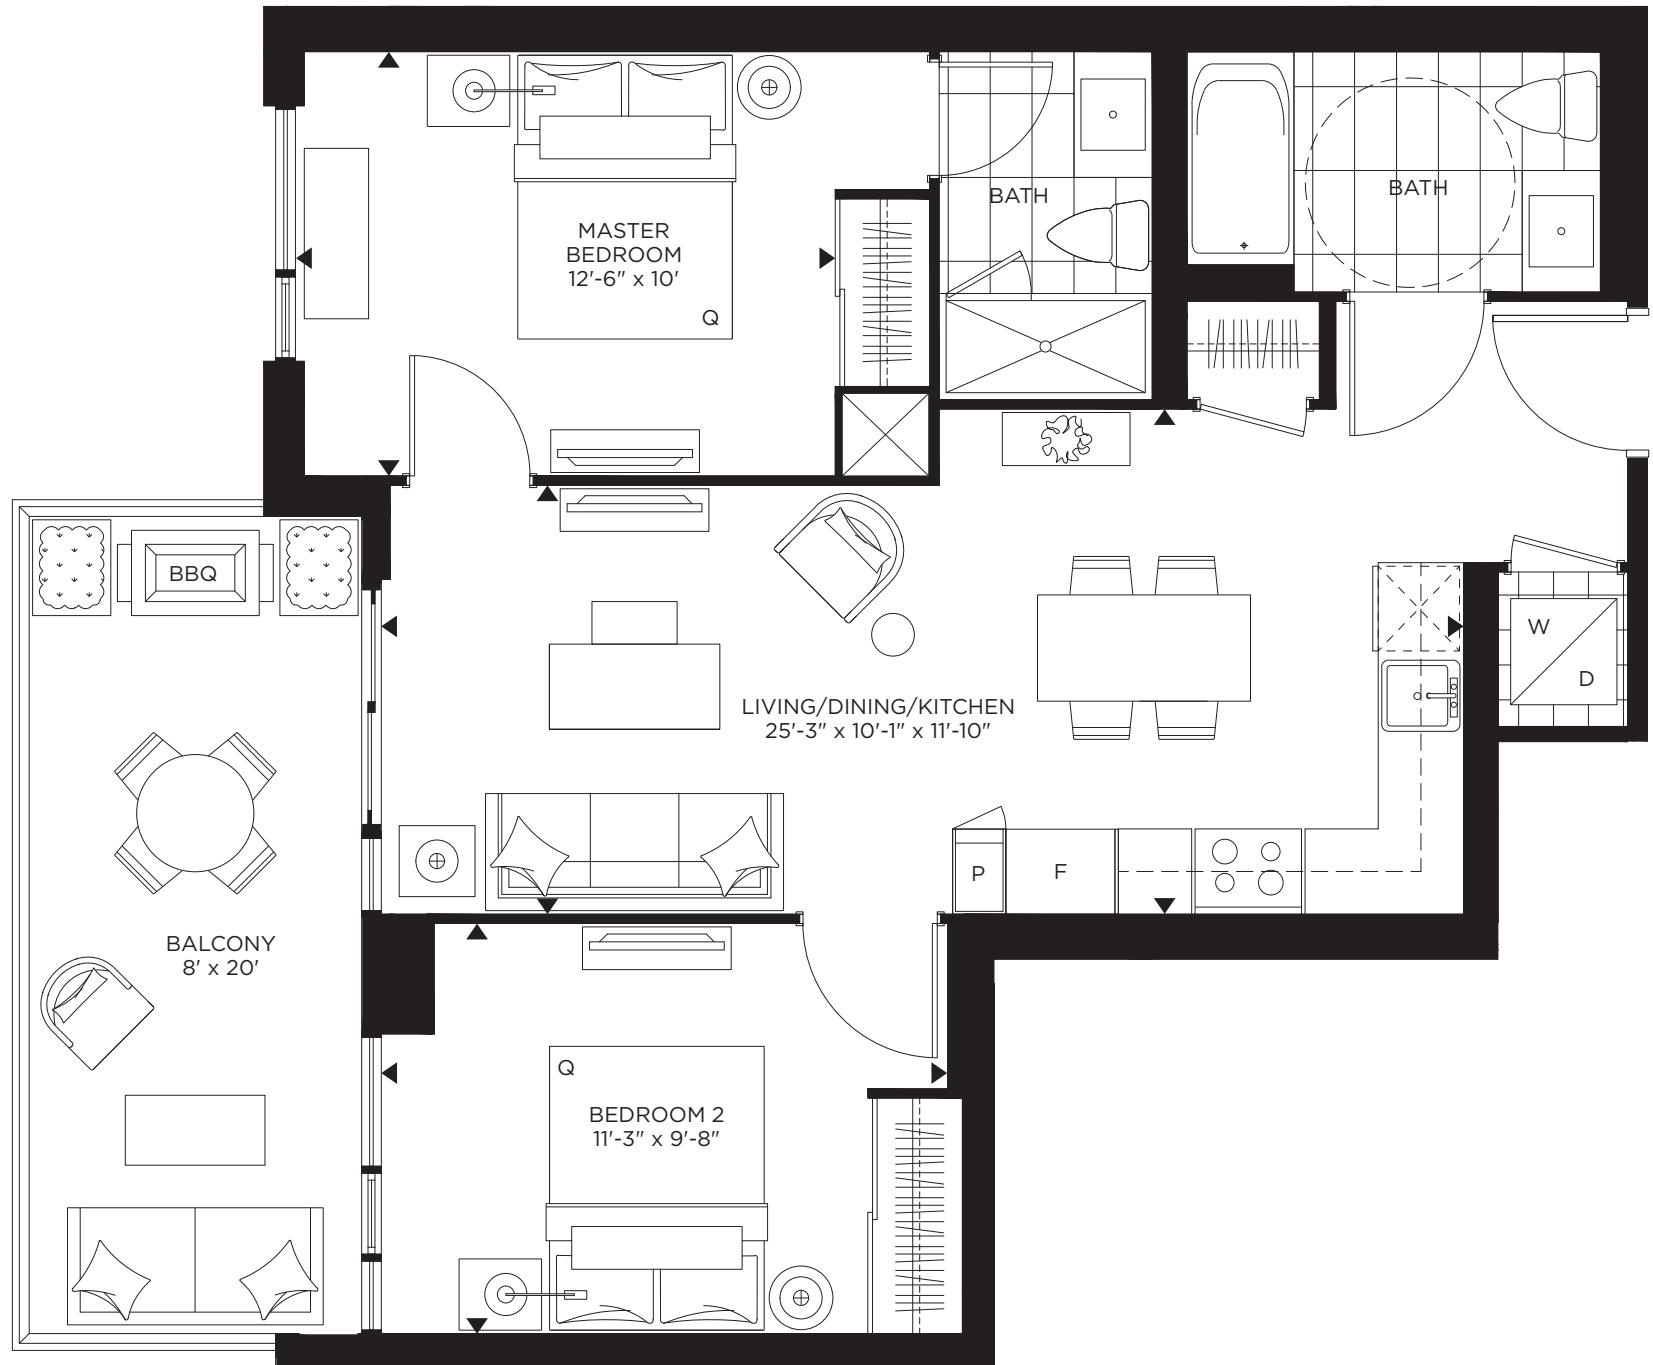 MASTER
BEDROOM
12'-6" x 10'
Q
BATH
BATH
BBQ
W
D
LIVING/DINING/KITCHEN
25'-3" x 10'-1" x 11'-10"
P
F
BALCONY
8' x 20'
Q
BEDROOM 2
11'-3" x 9'-8"